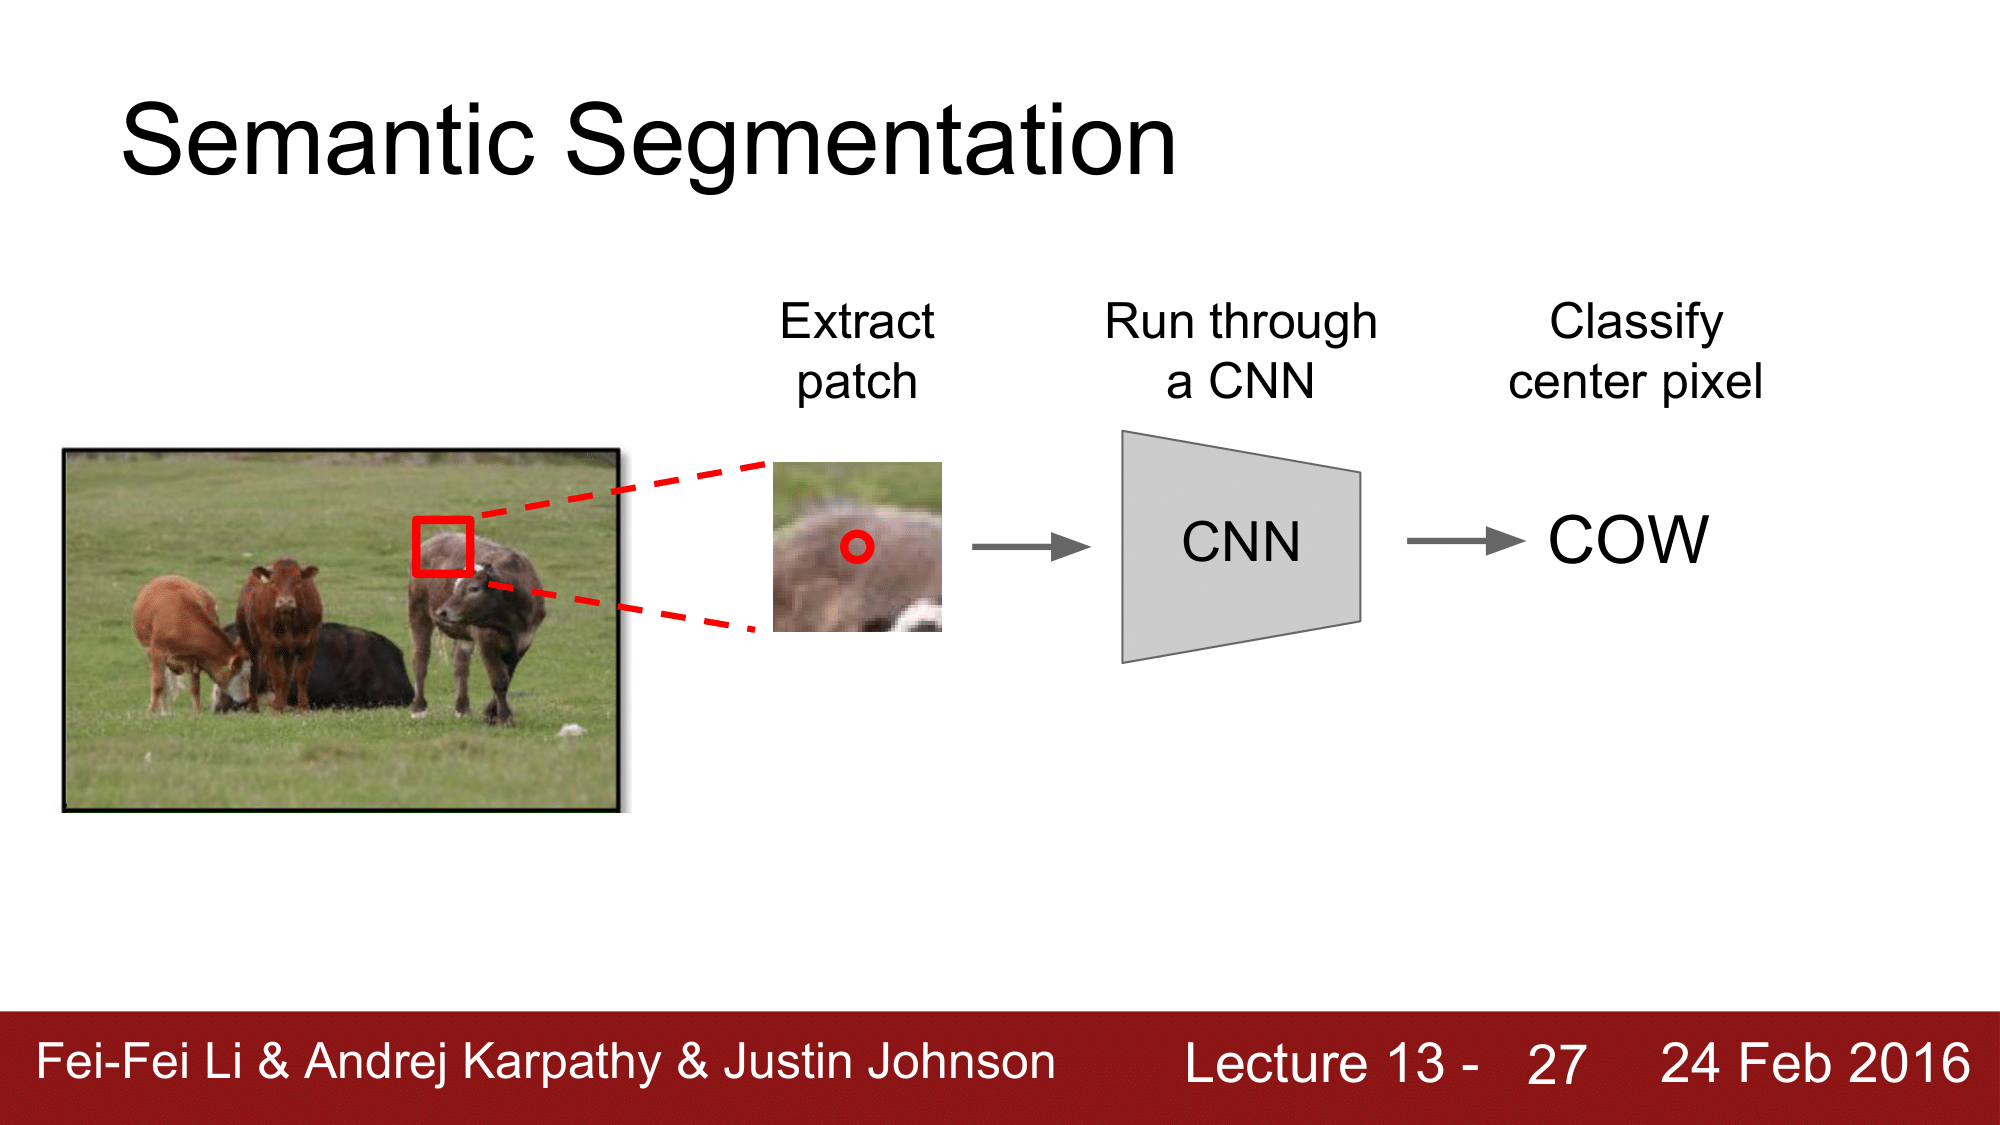 Semantic Segmentation
Extract
patch
Run through
a CNN
Classify
center pixel
CNN
COW
Fei-Fei Li & Andrej Karpathy & Justin Johnson
Lecture 13 - 27
24 Feb 2016